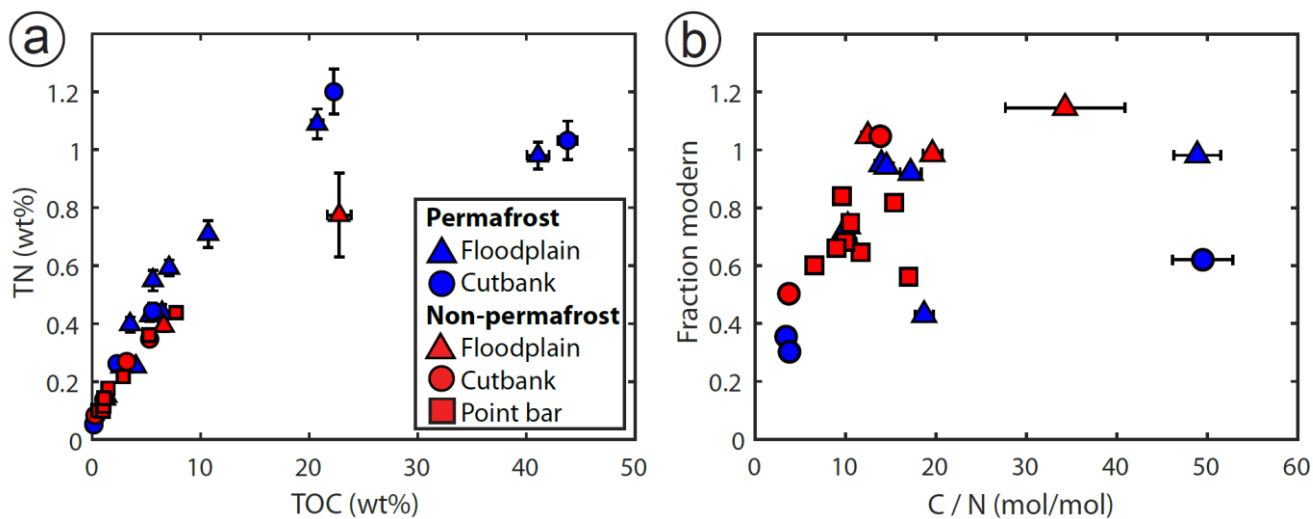 a
TN (wt%)
1.2
1
0.8
0.6
0.4
0.2
0
0 10 20 30 40 50
TOC (wt%)
Permafrost
Floodplain
Cutbank
Non-permafrost
Floodplain
Cutbank
Point bar
b
Fraction modern
1.2
1
0.8
0.6
0.4
0.2
0
0 10 20 30 40 50 60
C / N (mol/mol)